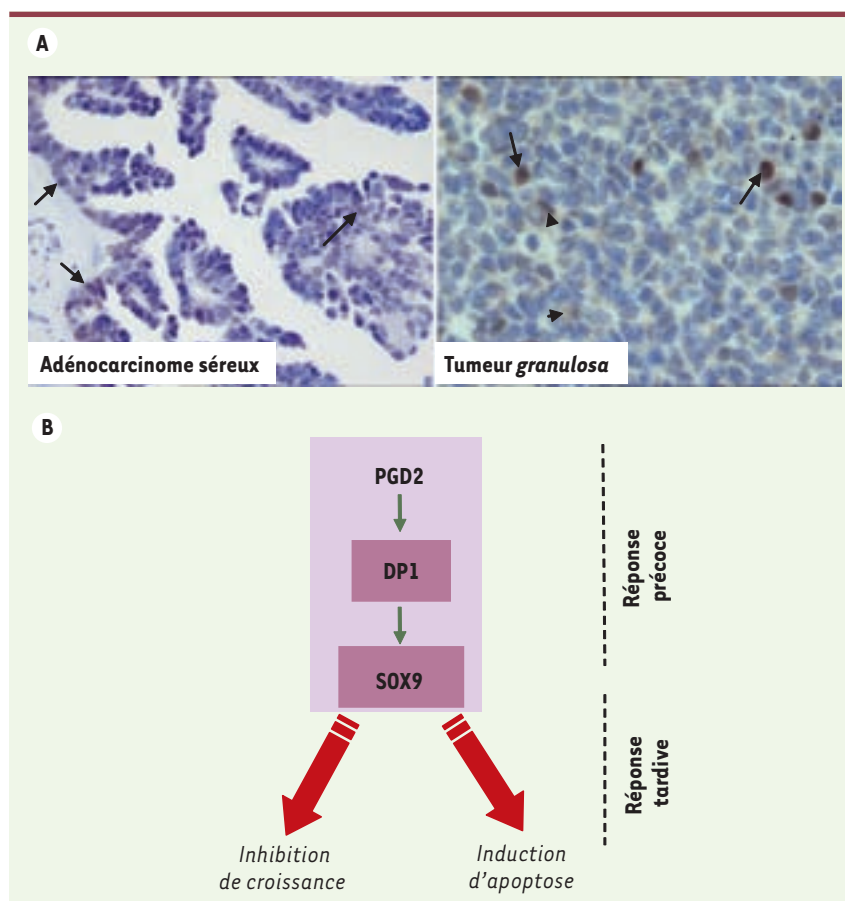 A
Adénocarcinome séreux
Tumeur granulosa
B
PGD2
DP1
SOX9
Réponse
précoce
Réponse
tardive
Inhibition
de croissance
Induction
d'apoptose